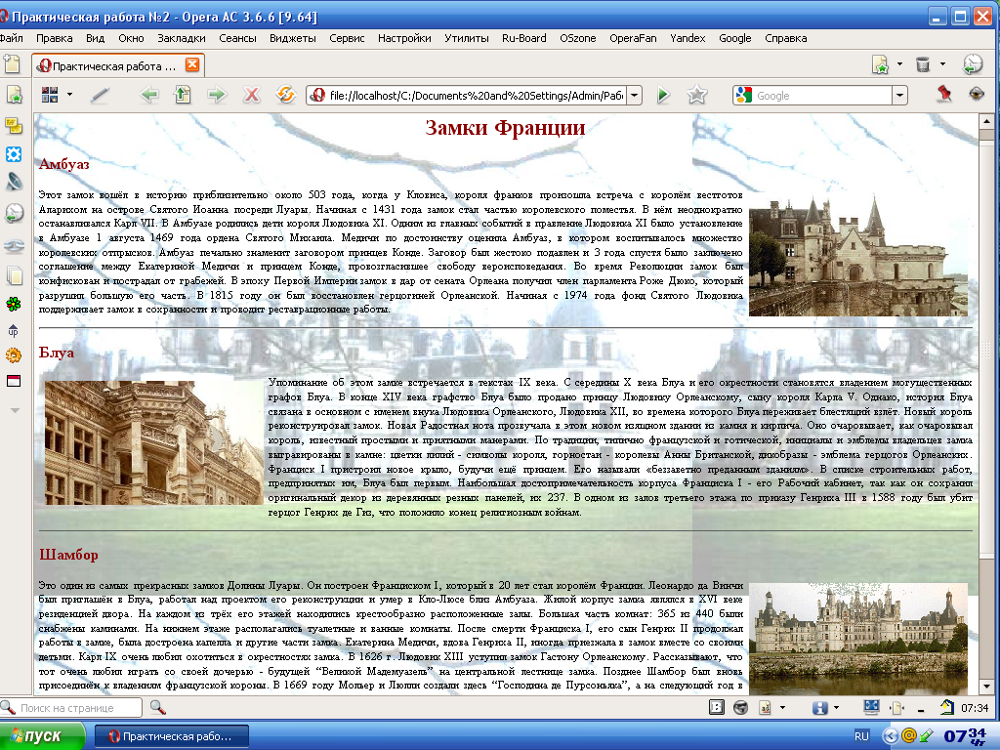 Практическая работа №2 - Opera AC 3.6.6 [9.64]
Файл Правка Вид Окно Закладки Сеансы Виджеты Сервис Настройки Утилиты Ru-Board OSzone OperaFan Yandex Google Справка
Практическая работа ...
file://localhost/C:/Documents%20and%20Settings/Admin/Раб
Google
Замки Франции
Амбуаз
Этот замок вошёл в историю приблизительно около 503 года, когда у Кловиса, короля франков произошла встреча с королём вестготов
Аларихом на острове Святого Иоанна посреди Луары. Начиная с 1431 года замок стал частью королевского поместья. В нём неоднократно
останавливался Карл VII. В Амбуазе родились дети короля Людовика XI. Одним из главных событий в правление Людовика XI было установление
в Амбуазе 1 августа 1469 года ордена Святого Михаила. Медичи по достоинству оценила Амбуаз, в котором воспитывалось множество
королевских отпрысков. Амбуаз печально знаменит заговором принцев Конде. Заговор был жестоко подавлен и 3 года спустя было заключено
соглашение между Екатериной Медичи и принцем Конде, провозгласившее свободу вероисповедания. Во время Революции замок был
конфискован и пострадал от грабежей. В эпоху Первой Империи замок в дар от сената Орлеана получил член парламента Роже Дюко, который
разрушил большую его часть. В 1815 году он был восстановлен герцогиней Орлеанской. Начиная с 1974 года фонд Святого Людовика
поддерживает замок в сохранности и проводит реставрационные работы.
Блуа
Упоминание об этом замке встречается в текстах IX века. С середины X века Блуа и его окрестности становятся владением могущественных
графов Блуа. В конце XIV века графство Блуа было продано принцу Людовику Орлеанскому, сыну короля Карла V. Однако, история Блуа
связана в основном с именем внука Людовика Орлеанского, Людовика XII, во времена которого Блуа переживает блестящий взлёт. Новый король
реконструировал замок. Новая Радостная нота прозвучала в этом новом изящном здании из камня и кирпича. Оно очаровывает, как очаровывал
король, известный простыми и приятными манерами. По традиции, типично французской и готической, инициалы и эмблемы владельцев замка
выгравированы в камне: цветки лилий - символы короля, горностаи - королевы Анны Британской, дикобразы - эмблема герцогов Орлеанских.
Франциск I пристроил новое крыло, будучи ещё принцем. Его называли «беззаветно преданным зданиям». В списке строительных работ,
предпринятых им, Блуа был первым. Наибольшая достопримечательность корпуса Франциска I - его Рабочий кабинет, так как он сохранил
оригинальный декор из деревянных резных панелей, их 237. В одном из залов третьего этажа по приказу Генриха III в 1588 году был убит
герцог Генрих де Гиз, что положило конец религиозным войнам.
Шамбор
Это один из самых прекрасных замков Долины Луары. Он построен Франциском I, который в 20 лет стал королём Франции. Леонардо да Винчи
был приглашён в Блуа, работал над проектом его реконструкции и умер в Кло-Люсе близ Амбуаза. Жилой корпус замка являлся в XVI веке
резиденцией двора. На каждом из трёх его этажей находились крестообразно расположенные залы. Большая часть комнат: 365 из 440 были
снабжены каминами. На нижнем этаже располагались туалетные и ванные комнаты. После смерти Франциска I, его сын Генрих II продолжал
работы в замке, была достроена капелла и другие части замка. Екатерина Медичи, вдова Генриха II, иногда приезжала в замок вместе со своими
детьми. Карл IX очень любил охотиться в окрестностях замка. В 1626 г. Людовик XIII уступил замок Гастону Орлеанскому. Рассказывают, что
тот очень любил играть со своей дочерью - будущей “Великой Мадемуазель” на центральной лестнице замка. Позднее Шамбор был вновь
присоединён к владениям французской короны. В 1669 году Мольер и Люлли создали здесь “Господина де Пурсоньяка”, а на следующий год в
Поиск на странице
07:34
пуск
Практическая рабо...
RU
07 34
Чт